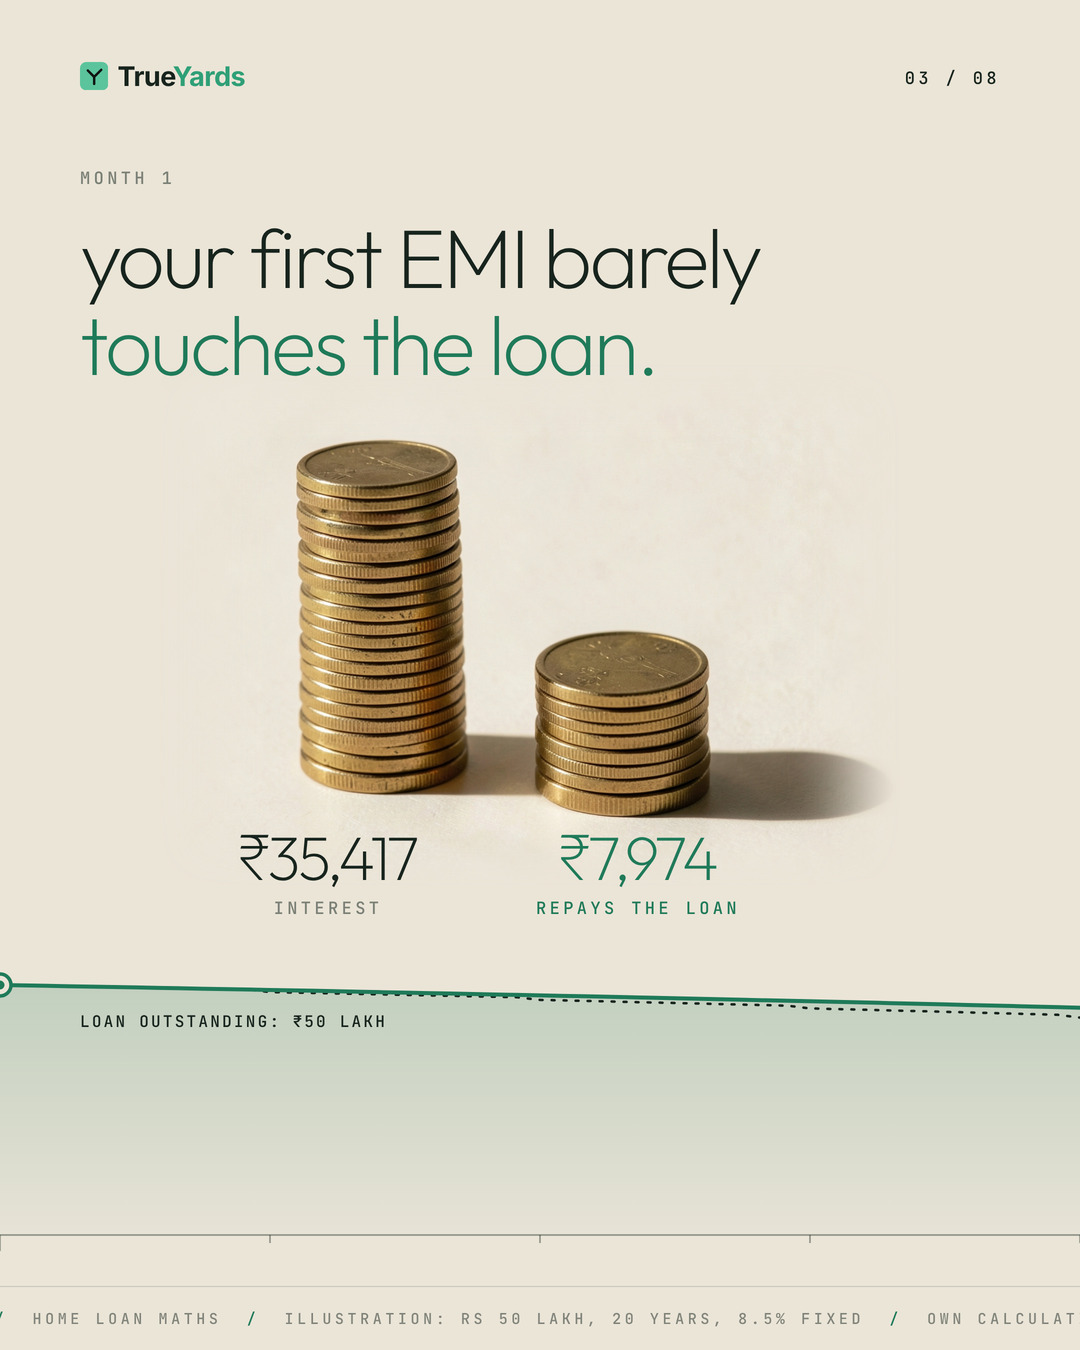 TrueYards
03 / 08
MONTH 1
your first EMI barely
touches the loan.
₹35,417
INTEREST
₹7,974
REPAYS THE LOAN
LOAN OUTSTANDING: ₹50 LAKH
/ HOME LOAN MATHS / ILLUSTRATION: RS 50 LAKH, 20 YEARS, 8.5% FIXED / OWN CALCULAT